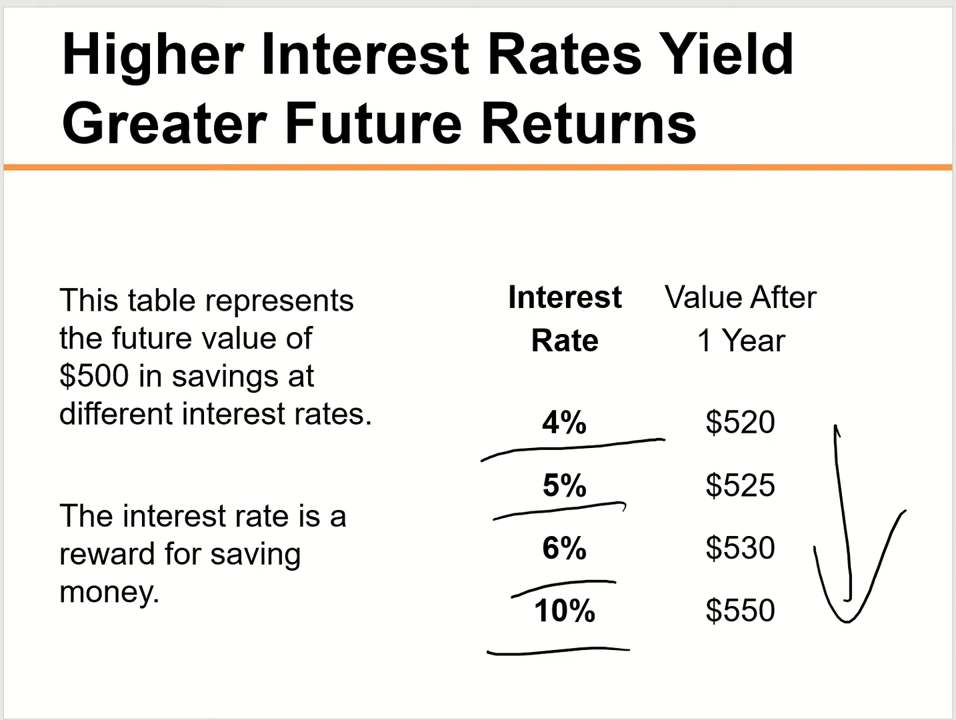 Higher Interest Rates Yield
Greater Future Returns
This table represents
the future value of
$500 in savings at
different interest rates.
The interest rate is a
reward for saving
money.
Interest Value After
Rate 1 Year
4% $520
5% $525
6% $530
10% $550